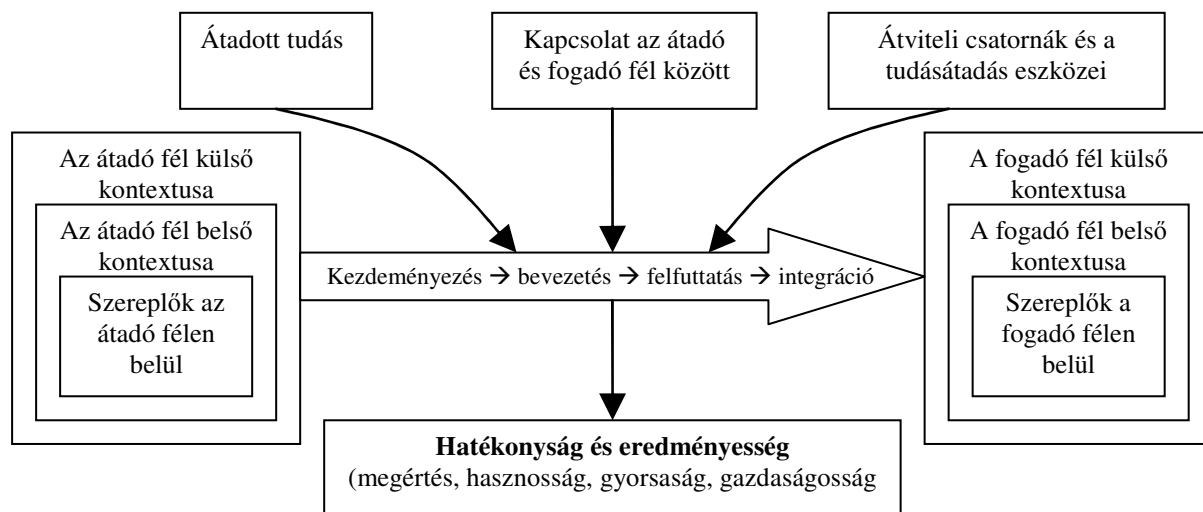 Átadott tudás
Kapcsolat az átadó
és fogadó fél között
Átviteli csatornák és a
tudásátadás eszközei
Az átadó fél külső
kontextusa
Az átadó fél belső
kontextusa
Szereplők az
átadó félen
belül
Kezdeményezés → bevezetés → felfuttatás → integráció
A fogadó fél külső
kontextusa
A fogadó fél belső
kontextusa
Szereplők a
fogadó félen
belül
Hatékonyság és eredményesség
(megértés, hasznosság, gyorsaság, gazdaságosság